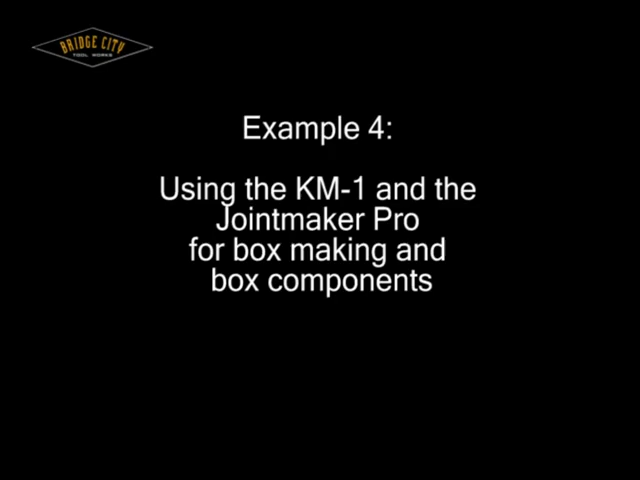 BRIDGE CITY
TOOL WORKS
Example 4:
Using the KM-1 and the
Jointmaker Pro
for box making and
box components